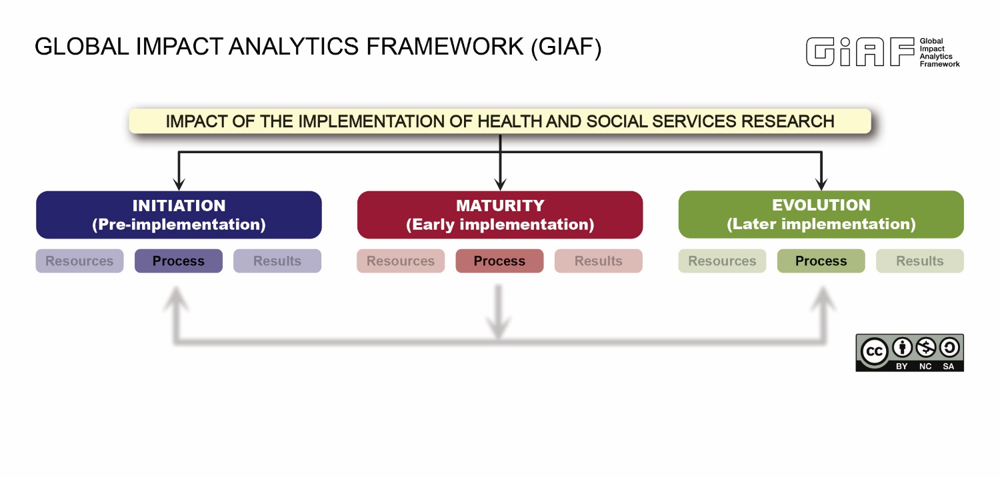 GLOBAL IMPACT ANALYTICS FRAMEWORK (GIAF)
GiAF
Global
Impact
Analytics
Framework
IMPACT OF THE IMPLEMENTATION OF HEALTH AND SOCIAL SERVICES RESEARCH
INITIATION
(Pre-implementation)
MATURITY
(Early implementation)
EVOLUTION
(Later implementation)
Resources
Process
Results
Resources
Process
Results
Resources
Process
Results
cc
BY NC SA